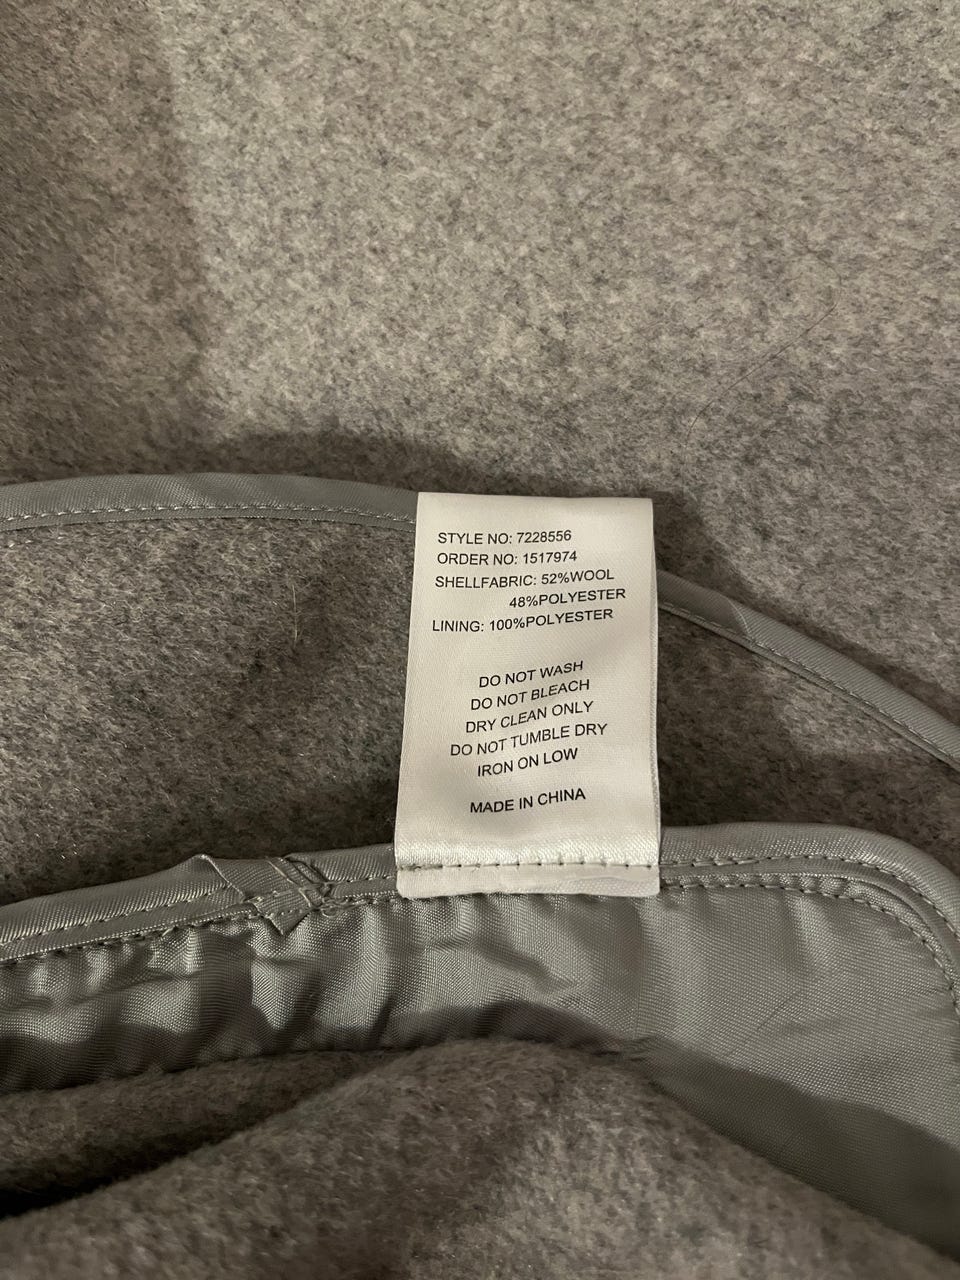 STYLE NO: 7228556
ORDER NO: 1517974
SHELLFABRIC: 52%WOOL
48%POLYESTER
LINING: 100%POLYESTER
DO NOT WASH
DO NOT BLEACH
DRY CLEAN ONLY
DO NOT TUMBLE DRY
IRON ON LOW
MADE IN CHINA